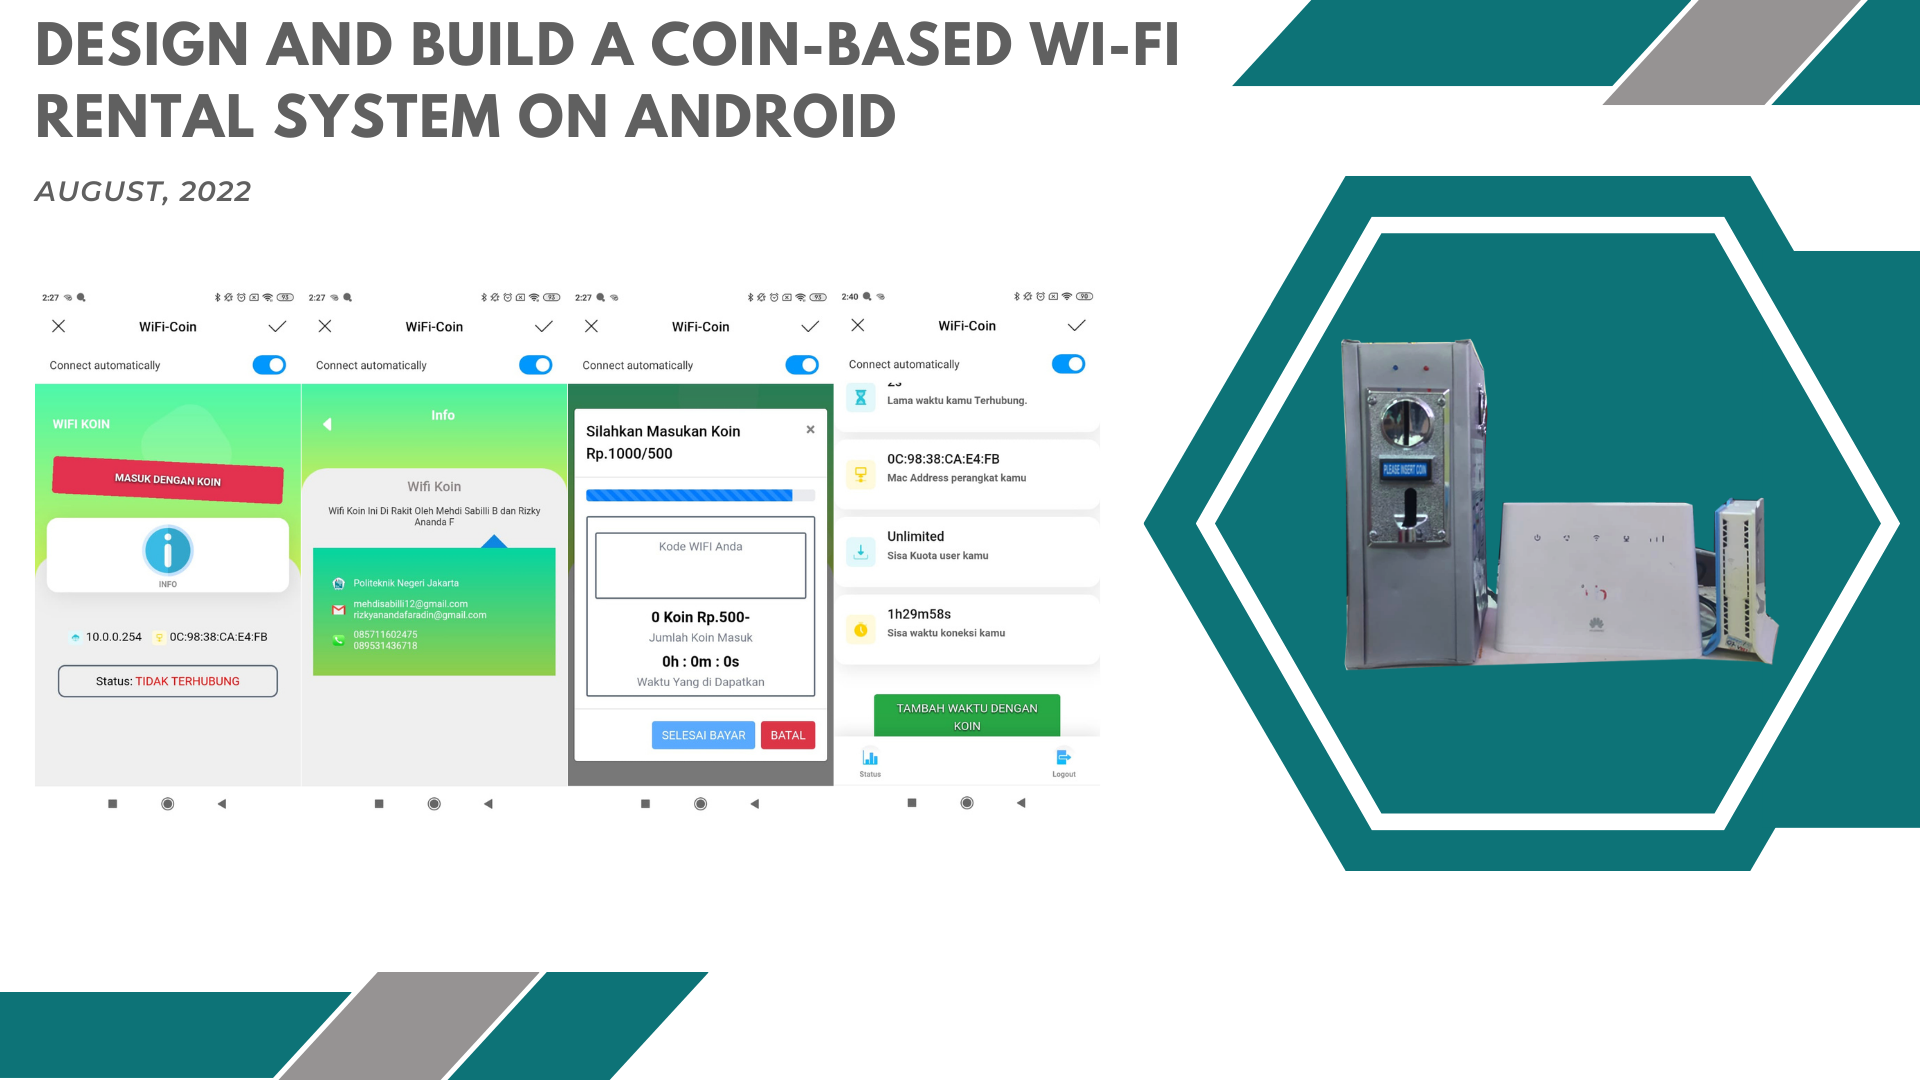 DESIGN AND BUILD A COIN-BASED WI-FI
RENTAL SYSTEM ON ANDROID
AUGUST, 2022
2:27
93
WiFi-Coin
Connect automatically
WIFI KOIN
MASUK DENGAN KOIN
INFO
10.0.0.254 0C:98:38:CA:E4:FB
Status: TIDAK TERHUBUNG
2:27
93
WiFi-Coin
Connect automatically
Info
Wifi Koin
Wifi Koin Ini Di Rakit Oleh Mehdi Sabilli B dan Rizky
Ananda F
Politeknik Negeri Jakarta
mehdisabilli12@gmail.com
rizkyanandafaradin@gmail.com
085711602475
089531436718
2:27
93
WiFi-Coin
Connect automatically
Silahkan Masukan Koin ×
Rp.1000/500
Kode WIFI Anda
0 Koin Rp.500-
Jumlah Koin Masuk
0h : 0m : 0s
Waktu Yang di Dapatkan
SELESAI BAYAR BATAL
2:40
90
WiFi-Coin
Connect automatically
2s
Lama waktu kamu Terhubung.
0C:98:38:CA:E4:FB
Mac Address perangkat kamu
Unlimited
Sisa Kuota user kamu
1h29m58s
Sisa waktu koneksi kamu
TAMBAH WAKTU DENGAN
KOIN
Status Logout
PLEASE INSERT COIN